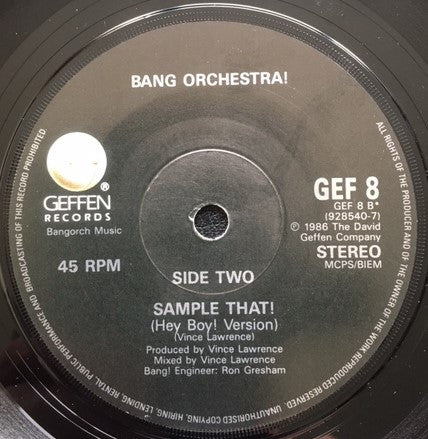 BANG ORCHESTRA!
GEFFEN®
RECORDS
Bangorch Music
45 RPM
GEF 8
GEF 8 B*
(928540-7)
℗ 1986 The David
Geffen Company
STEREO
MCPS/BIEM
SIDE TWO
SAMPLE THAT!
(Hey Boy! Version)
(Vince Lawrence)
Produced by Vince Lawrence
Mixed by Vince Lawrence
Bang! Engineer: Ron Gresham
ALL RIGHTS OF THE PRODUCER AND OF THE OWNER OF THE WORK REPRODUCED RESERVED. UNAUTHORISED COPYING, HIRING, LENDING, RENTAL, PUBLIC PERFORMANCE AND BROADCASTING OF THIS RECORD PROHIBITED